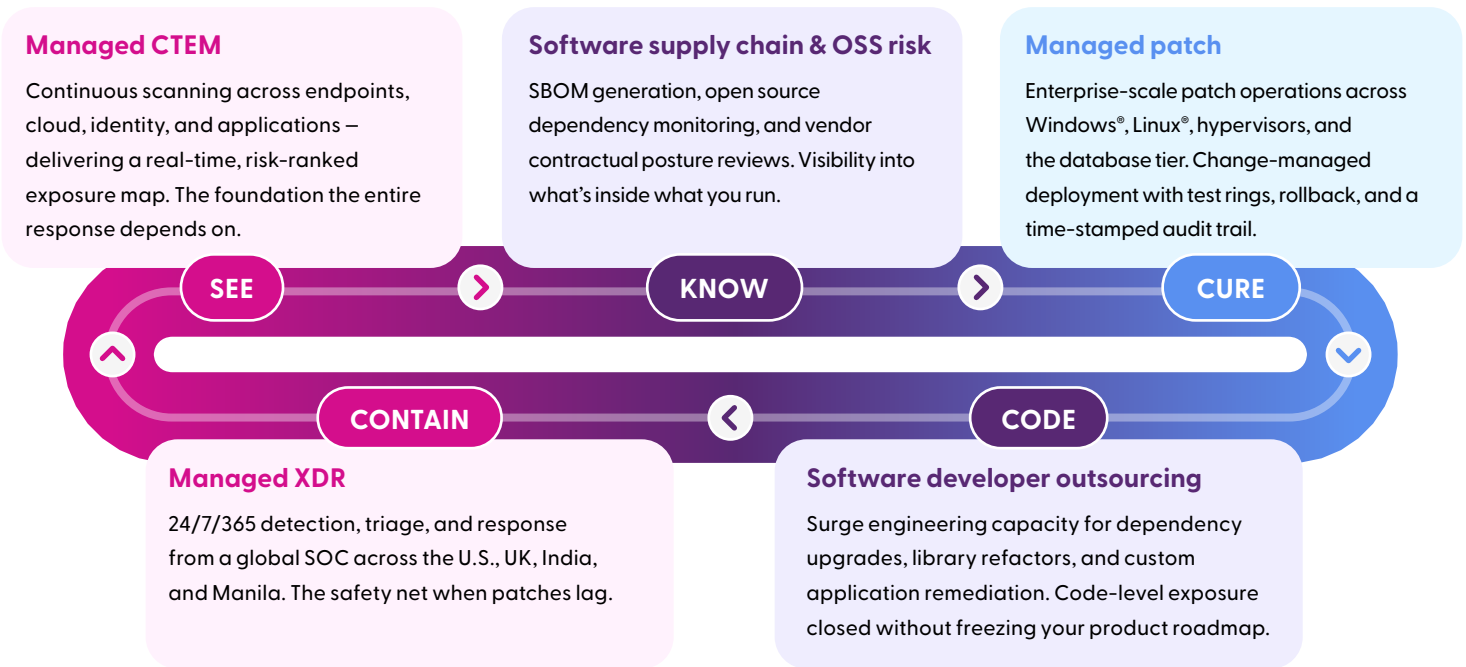 Managed CTEM
Continuous scanning across endpoints,
cloud, identity, and applications –
delivering a real-time, risk-ranked
exposure map. The foundation the entire
response depends on.
SEE
Software supply chain & OSS risk
SBOM generation, open source
dependency monitoring, and vendor
contractual posture reviews. Visibility into
what’s inside what you run.
KNOW
Managed patch
Enterprise-scale patch operations across
Windows®, Linux®, hypervisors, and
the database tier. Change-managed
deployment with test rings, rollback, and a
time-stamped audit trail.
CURE
CODE
Software developer outsourcing
Surge engineering capacity for dependency
upgrades, library refactors, and custom
application remediation. Code-level exposure
closed without freezing your product roadmap.
CONTAIN
Managed XDR
24/7/365 detection, triage, and response
from a global SOC across the U.S., UK, India,
and Manila. The safety net when patches lag.